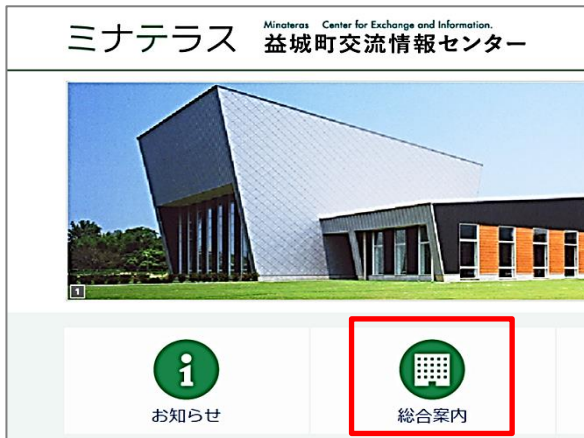 ミナテラス
Minateras Center for Exchange and Information.
益城町交流情報センター
1
お知らせ
総合案内